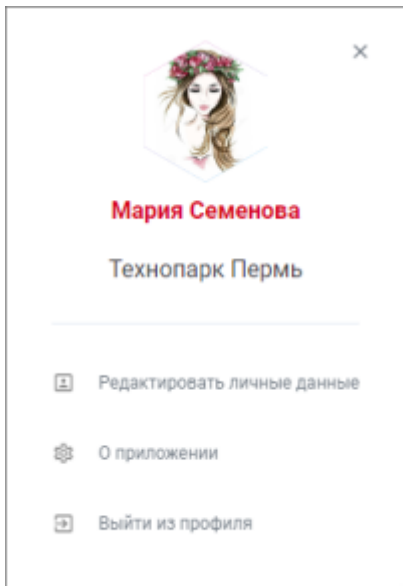 Мария Семенова
Технопарк Пермь
Редактировать личные данные
О приложении
Выйти из профиля